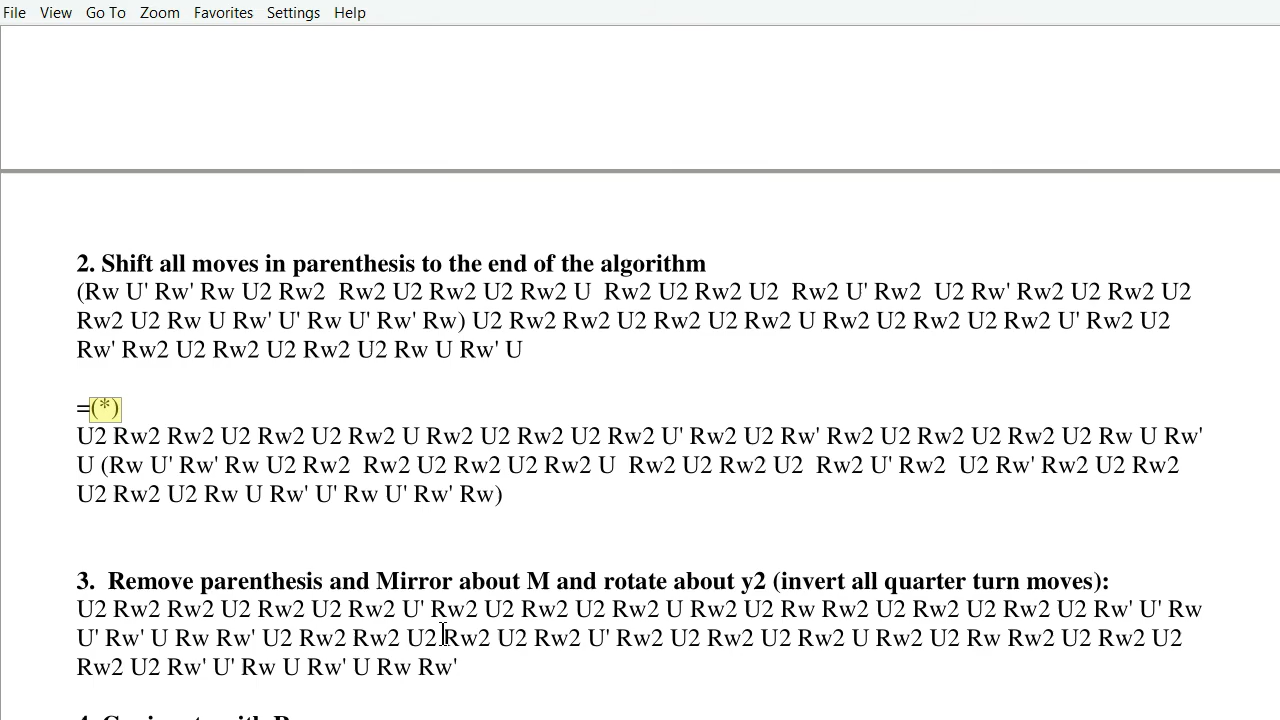 File View Go To Zoom Favorites Settings Help
2. Shift all moves in parenthesis to the end of the algorithm
(Rw U' Rw' Rw U2 Rw2  Rw2 U2 Rw2 U2 Rw2 U  Rw2 U2 Rw2 U2  Rw2 U' Rw2  U2 Rw' Rw2 U2 Rw2 U2
Rw2 U2 Rw U Rw' U' Rw U' Rw' Rw) U2 Rw2 Rw2 U2 Rw2 U2 Rw2 U Rw2 U2 Rw2 U2 Rw2 U' Rw2 U2
Rw' Rw2 U2 Rw2 U2 Rw2 U2 Rw U Rw' U
=(*)
U2 Rw2 Rw2 U2 Rw2 U2 Rw2 U Rw2 U2 Rw2 U2 Rw2 U' Rw2 U2 Rw' Rw2 U2 Rw2 U2 Rw2 U2 Rw U Rw'
U (Rw U' Rw' Rw U2 Rw2  Rw2 U2 Rw2 U2 Rw2 U  Rw2 U2 Rw2 U2  Rw2 U' Rw2  U2 Rw' Rw2 U2 Rw2
U2 Rw2 U2 Rw U Rw' U' Rw U' Rw' Rw)
3.  Remove parenthesis and Mirror about M and rotate about y2 (invert all quarter turn moves):
U2 Rw2 Rw2 U2 Rw2 U2 Rw2 U' Rw2 U2 Rw2 U2 Rw2 U Rw2 U2 Rw Rw2 U2 Rw2 U2 Rw2 U2 Rw' U' Rw
U' Rw' U Rw Rw' U2 Rw2 Rw2 U2 Rw2 U2 Rw2 U' Rw2 U2 Rw2 U2 Rw2 U Rw2 U2 Rw Rw2 U2 Rw2 U2
Rw2 U2 Rw' U' Rw U Rw' U Rw Rw'